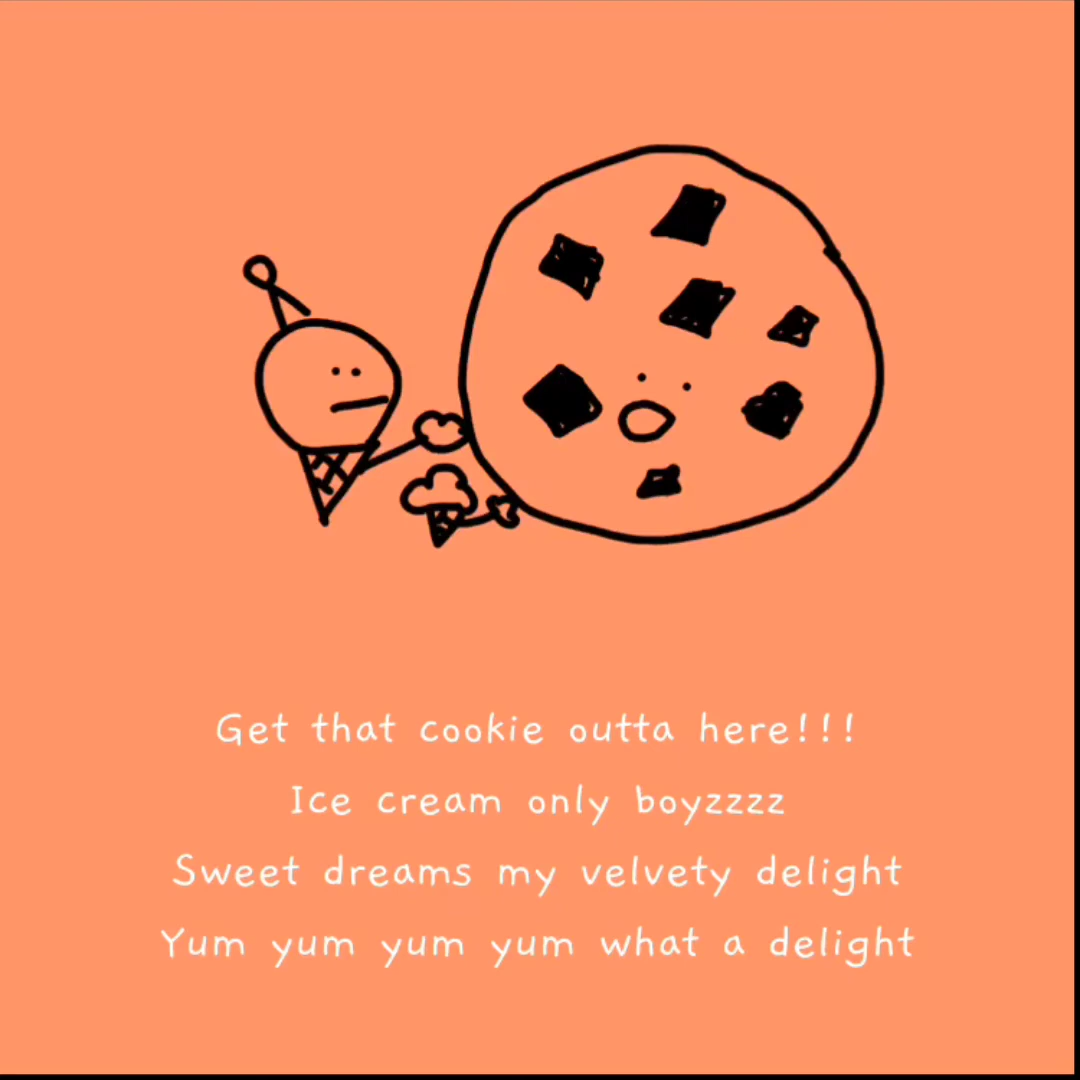 Get that cookie outta here!!!
Ice cream only boyzzzz
Sweet dreams my velvety delight
Yum yum yum yum what a delight